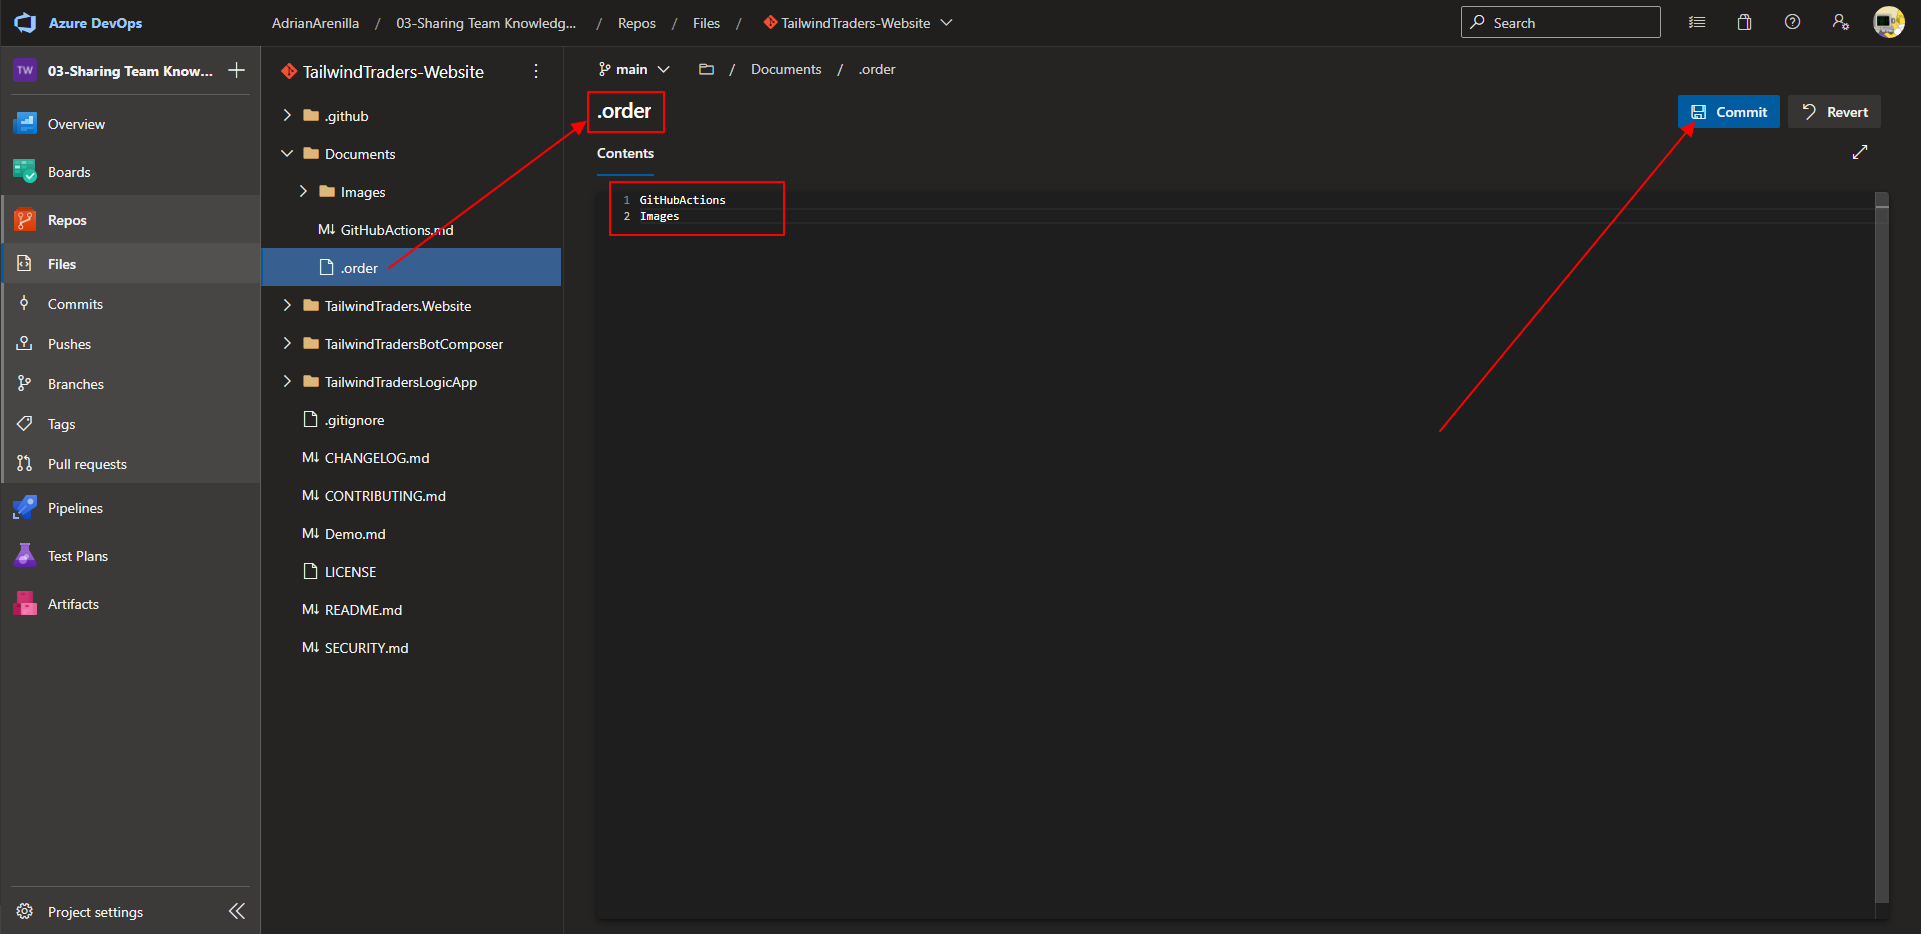 Azure DevOps
AdrianArenilla / 03-Sharing Team Knowledg... / Repos / Files / TailwindTraders-Website
Search
TW 03-Sharing Team Know...
Overview
Boards
Repos
Files
Commits
Pushes
Branches
Tags
Pull requests
Pipelines
Test Plans
Artifacts
Project settings
TailwindTraders-Website
.github
Documents
Images
M↓ GitHubActions.md
.order
TailwindTraders.Website
TailwindTradersBotComposer
TailwindTradersLogicApp
.gitignore
M↓ CHANGELOG.md
M↓ CONTRIBUTING.md
M↓ Demo.md
LICENSE
M↓ README.md
M↓ SECURITY.md
main / Documents / .order
.order
Commit
Revert
Contents
1 GitHubActions
2 Images